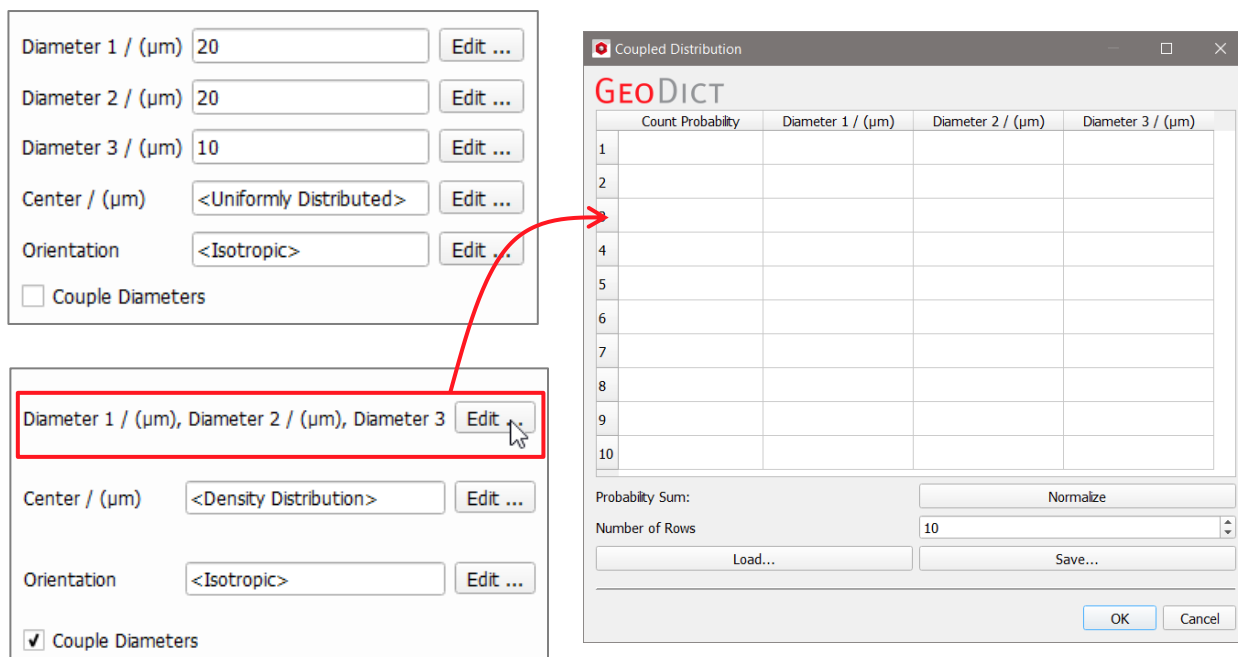 Diameter 1 / (µm) 20 Edit ...
Diameter 2 / (µm) 20 Edit ...
Diameter 3 / (µm) 10 Edit ...
Center / (µm) <Uniformly Distributed> Edit ...
Orientation <Isotropic> Edit ...
Couple Diameters
Diameter 1 / (µm), Diameter 2 / (µm), Diameter 3 Edit ...
Center / (µm) <Density Distribution> Edit ...
Orientation <Isotropic> Edit ...
Couple Diameters
Coupled Distribution
GEODICT
Count Probability Diameter 1 / (µm) Diameter 2 / (µm) Diameter 3 / (µm)
1
2
3
4
5
6
7
8
9
10
Probability Sum: Normalize
Number of Rows 10
Load... Save...
OK Cancel